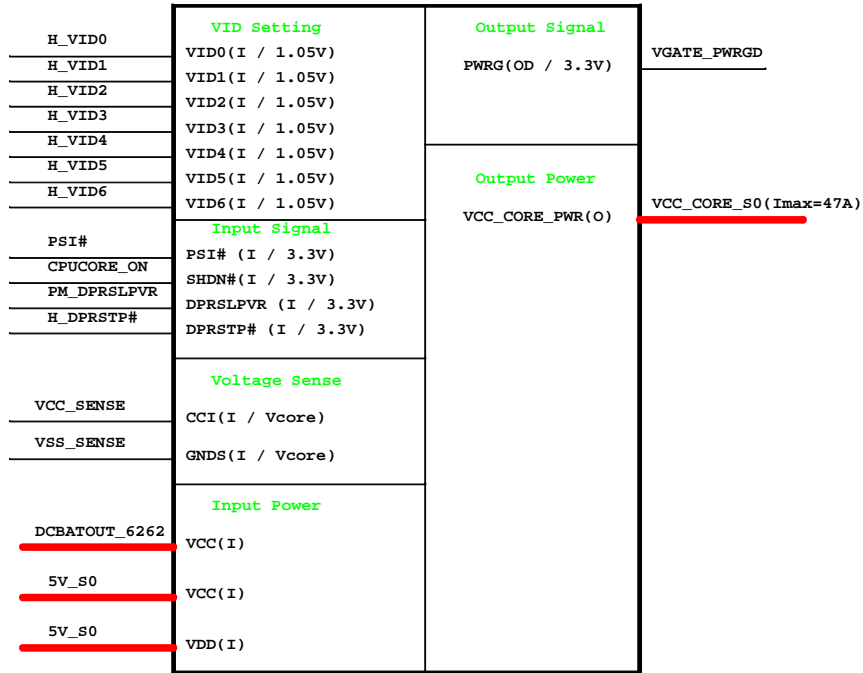 VID Setting
H_VID0
VID0(I / 1.05V)
H_VID1
VID1(I / 1.05V)
H_VID2
VID2(I / 1.05V)
H_VID3
VID3(I / 1.05V)
H_VID4
VID4(I / 1.05V)
H_VID5
VID5(I / 1.05V)
H_VID6
VID6(I / 1.05V)
Input Signal
PSI#
PSI# (I / 3.3V)
CPUCORE_ON
SHDN#(I / 3.3V)
PM_DPRSLPVR
DPRSLPVR (I / 3.3V)
H_DPRSTP#
DPRSTP# (I / 3.3V)
Voltage Sense
VCC_SENSE
CCI(I / Vcore)
VSS_SENSE
GNDS(I / Vcore)
Input Power
DCBATOUT_6262
VCC(I)
5V_S0
VCC(I)
5V_S0
VDD(I)
Output Signal
PWRG(OD / 3.3V)
VGATE_PWRGD
Output Power
VCC_CORE_PWR(O)
VCC_CORE_S0(Imax=47A)